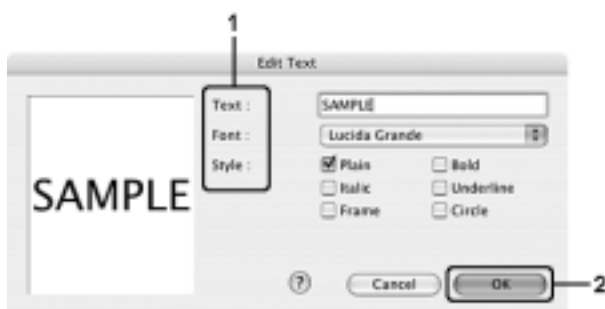 1
Edit Text
Text :
SAMPLE
Font :
Lucida Grande
Style :
Plain
Bold
Italic
Underline
Frame
Circle
SAMPLE
?
Cancel
OK
2